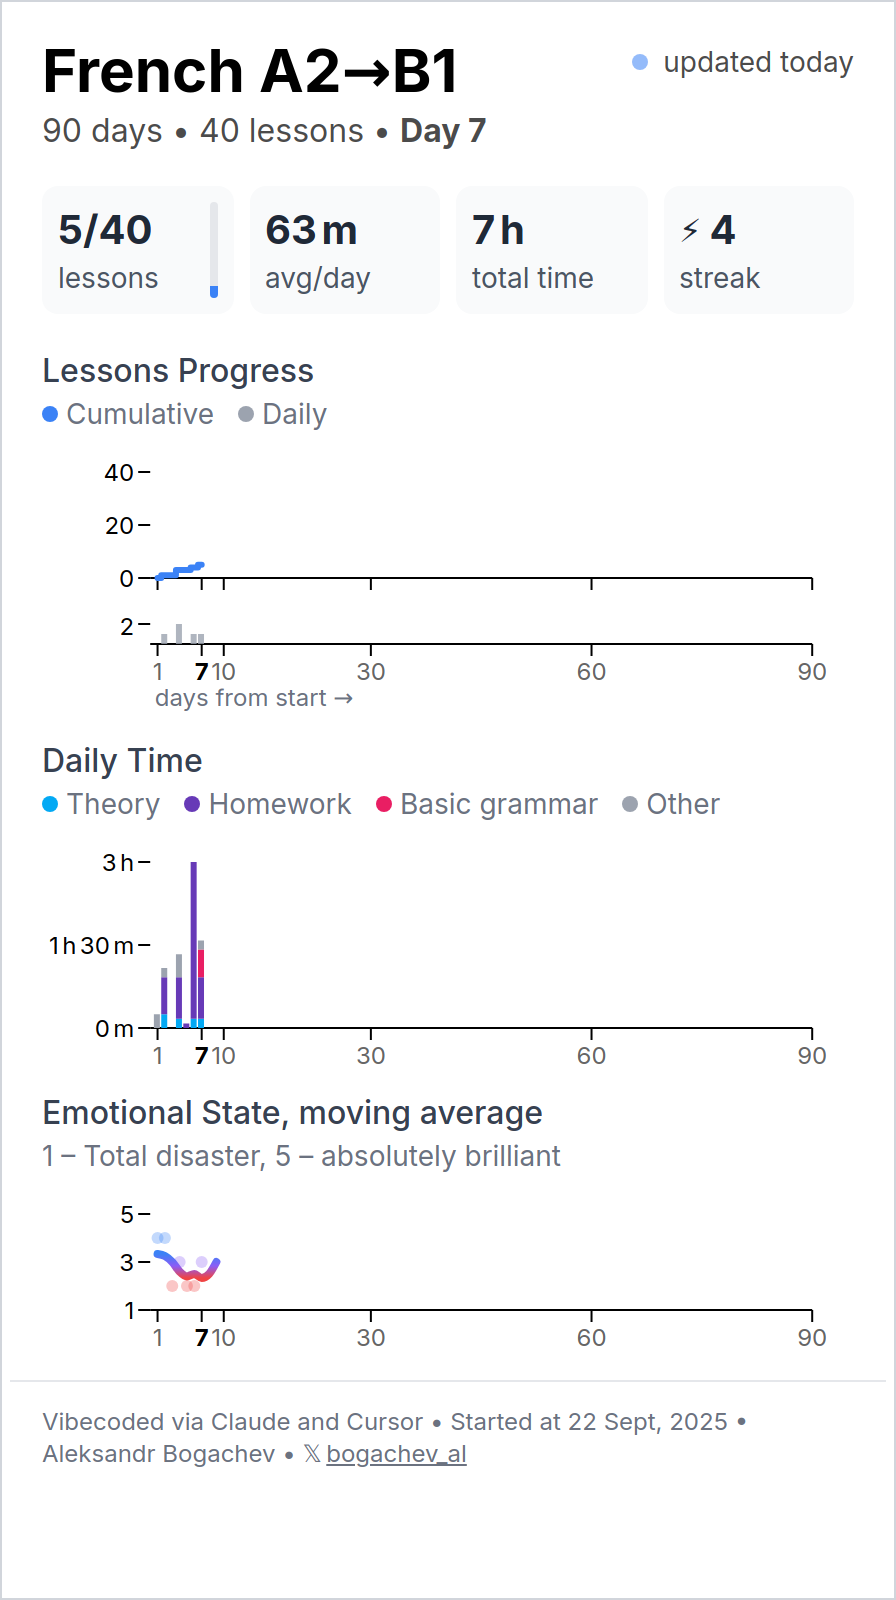 French A2→B1
updated today
90 days • 40 lessons • Day 7
5/40
lessons
63 m
avg/day
7 h
total time
⚡ 4
streak
Lessons Progress
Cumulative Daily
40
20
0
2
1 7 10 30 60 90
days from start →
Daily Time
Theory Homework Basic grammar Other
3 h
1 h 30 m
0 m
1 7 10 30 60 90
Emotional State, moving average
1 – Total disaster, 5 – absolutely brilliant
5
3
1
1 7 10 30 60 90
Vibecoded via Claude and Cursor • Started at 22 Sept, 2025 •
Aleksandr Bogachev • 𝕏 bogachev_al